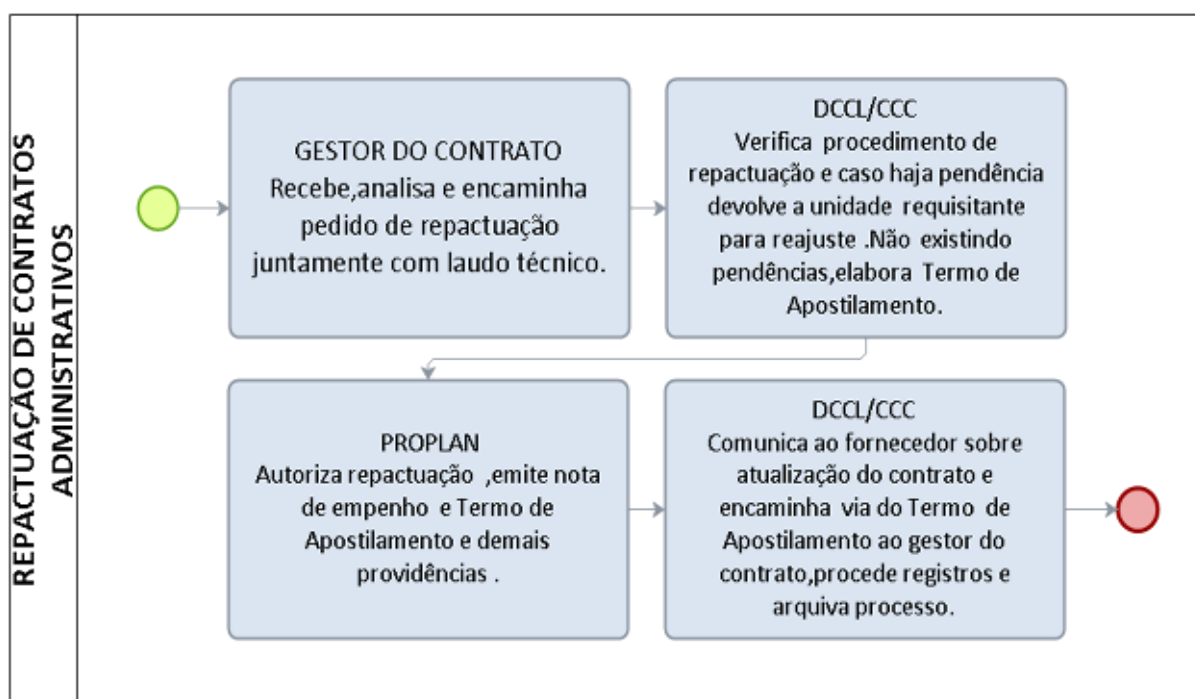 REPACTUAÇÃO DE CONTRATOS
ADMINISTRATIVOS
GESTOR DO CONTRATO
Recebe,analisa e encaminha
pedido de repactuação
juntamente com laudo técnico.
DCCL/CCC
Verifica procedimento de
repactuação e caso haja pendência
devolve a unidade requisitante
para reajuste .Não existindo
pendências,elabora Termo de
Apostilamento.
PROPLAN
Autoriza repactuação ,emite nota
de empenho e Termo de
Apostilamento e demais
providências .
DCCL/CCC
Comunica ao fornecedor sobre
atualização do contrato e
encaminha via do Termo de
Apostilamento ao gestor do
contrato,procede registros e
arquiva processo.